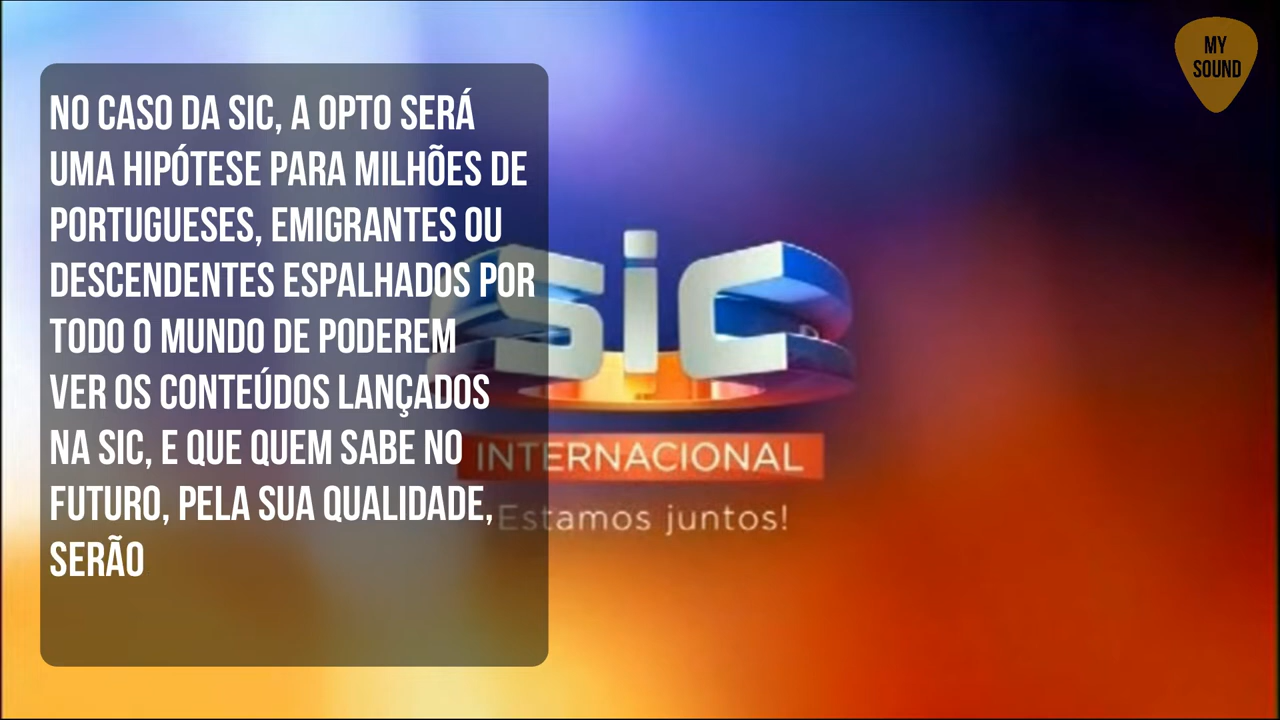 MY
SOUND
NO CASO DA SIC, A OPTO SERÁ
UMA HIPÓTESE PARA MILHÕES DE
PORTUGUESES, EMIGRANTES OU
DESCENDENTES ESPALHADOS POR
TODO O MUNDO DE PODEREM
VER OS CONTEÚDOS LANÇADOS
NA SIC, E QUE QUEM SABE NO
FUTURO, PELA SUA QUALIDADE,
SERÃO
sic
INTERNACIONAL
Estamos juntos!